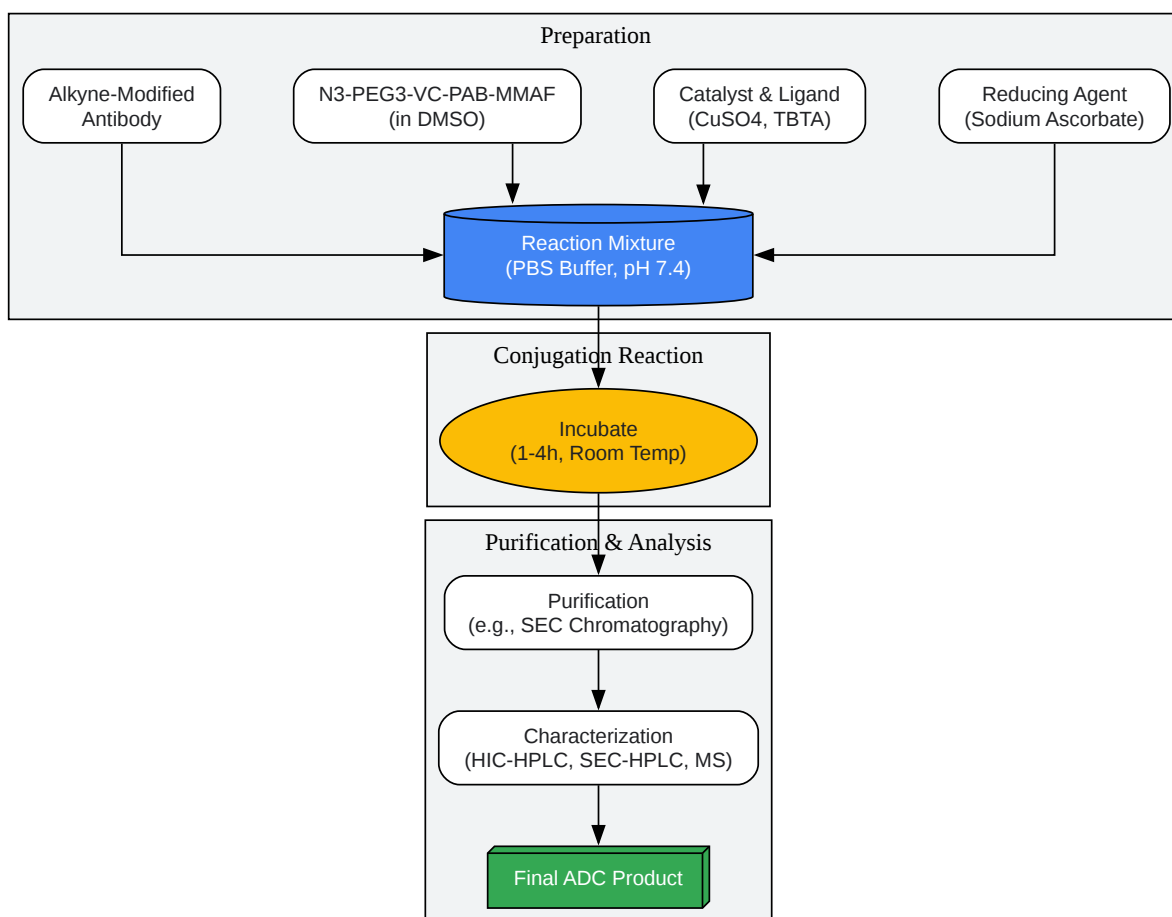 Preparation
Alkyne-Modified
Antibody
N3-PEG3-VC-PAB-MMAF
(in DMSO)
Catalyst & Ligand
(CuSO4, TBTA)
Reducing Agent
(Sodium Ascorbate)
Reaction Mixture
(PBS Buffer, pH 7.4)
Conjugation Reaction
Incubate
(1-4h, Room Temp)
Purification & Analysis
Purification
(e.g., SEC Chromatography)
Characterization
(HIC-HPLC, SEC-HPLC, MS)
Final ADC Product